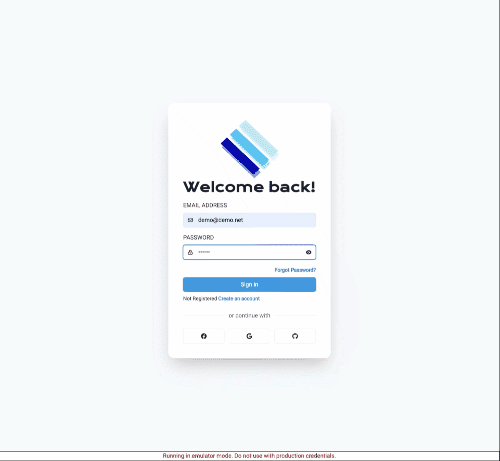 Welcome back!
EMAIL ADDRESS
demo@demo.net
PASSWORD
Forgot Password?
Sign in
Not Registered Create an account
or continue with
Running in emulator mode. Do not use with production credentials.